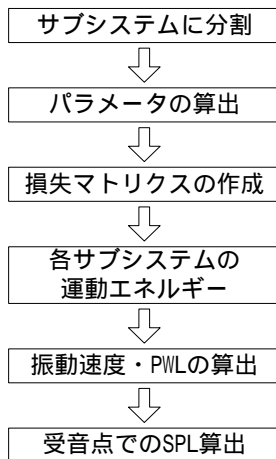 サブシステムに分割
パラメータの算出
損失マトリクスの作成
各サブシステムの
運動エネルギー
振動速度・PWLの算出
受音点でのSPL算出